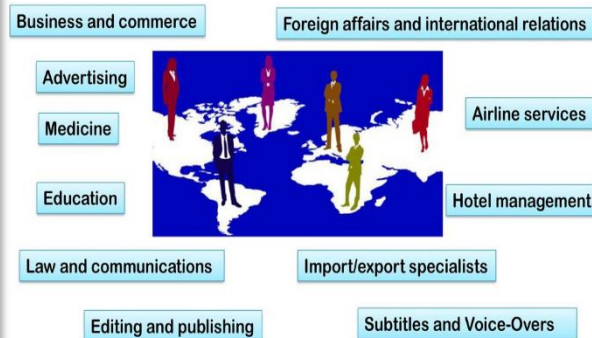 Business and commerce
Foreign affairs and international relations
Advertising
Airline services
Medicine
Education
Hotel management
Law and communications
Import/export specialists
Editing and publishing
Subtitles and Voice-Overs